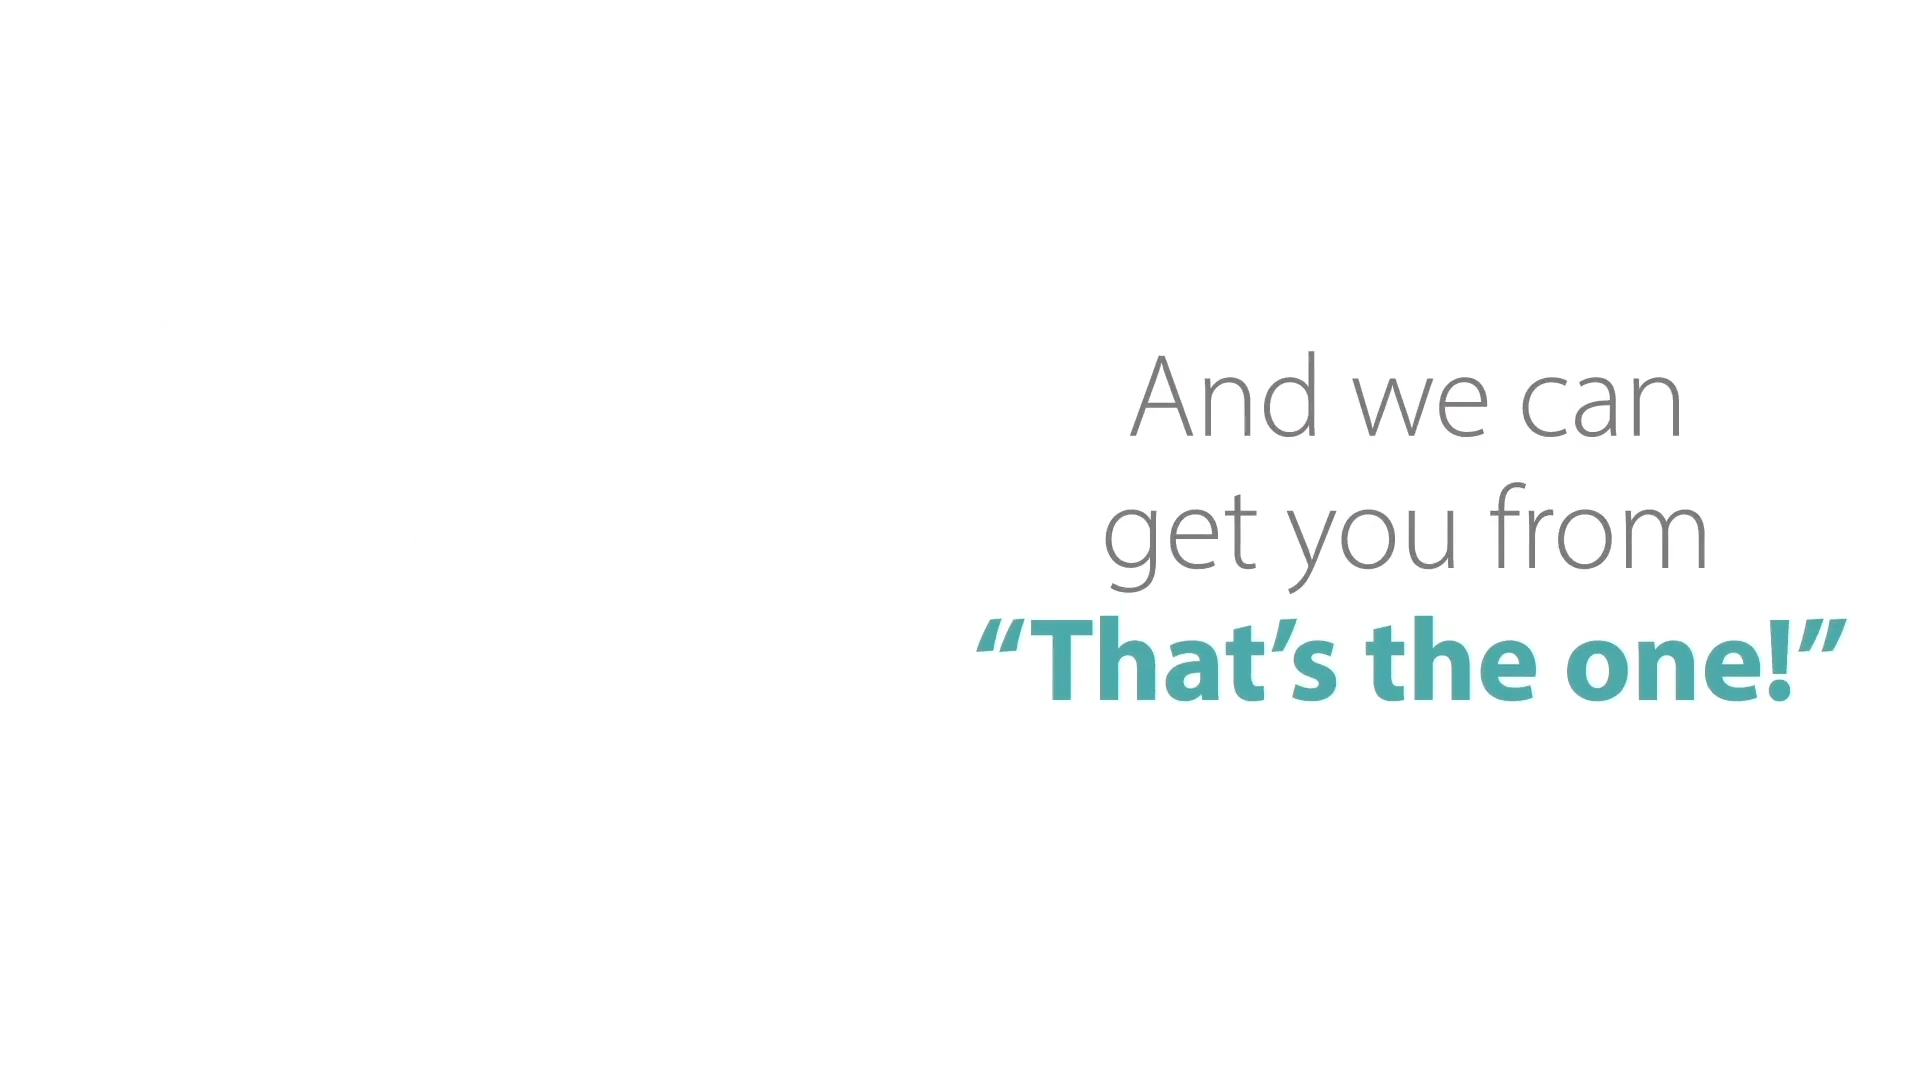 And we can
get you from
“That’s the one!”